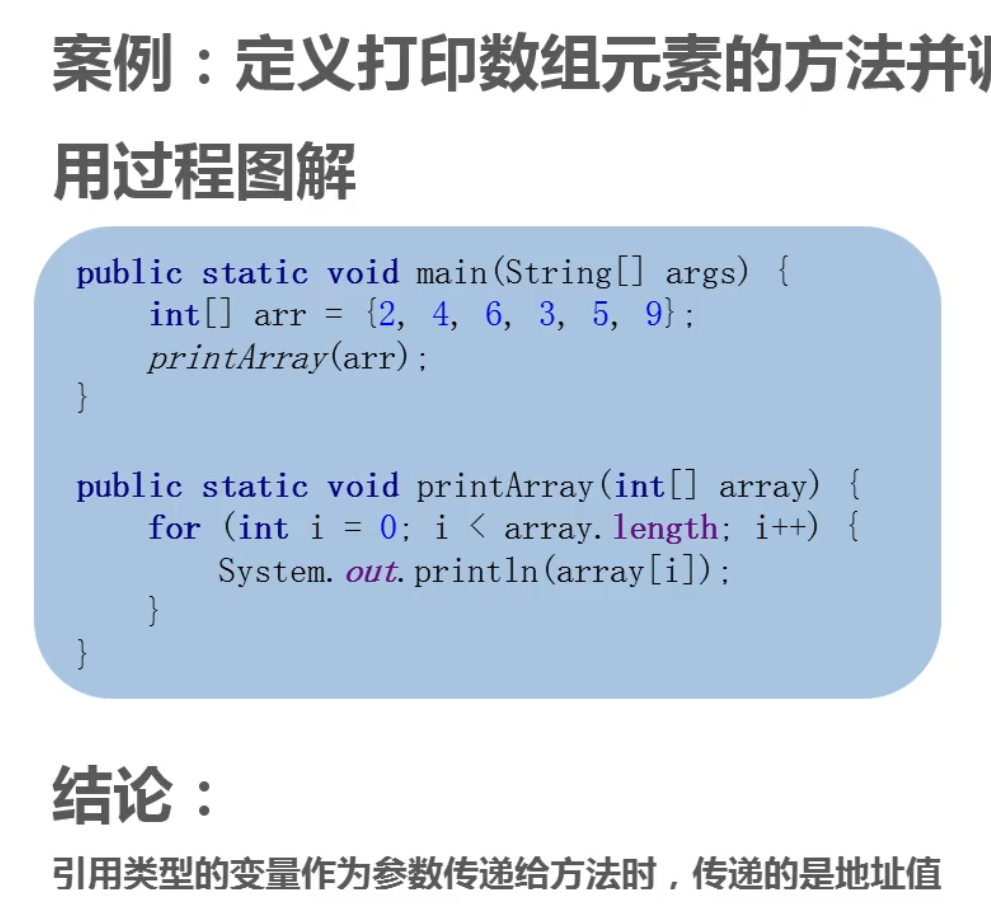 案例：定义打印数组元素的方法并调
用过程图解
public static void main(String[] args) {
int[] arr = {2, 4, 6, 3, 5, 9};
printArray(arr);
}
public static void printArray(int[] array) {
for (int i = 0; i < array.length; i++) {
System.out.println(array[i]);
}
}
结论：
引用类型的变量作为参数传递给方法时，传递的是地址值